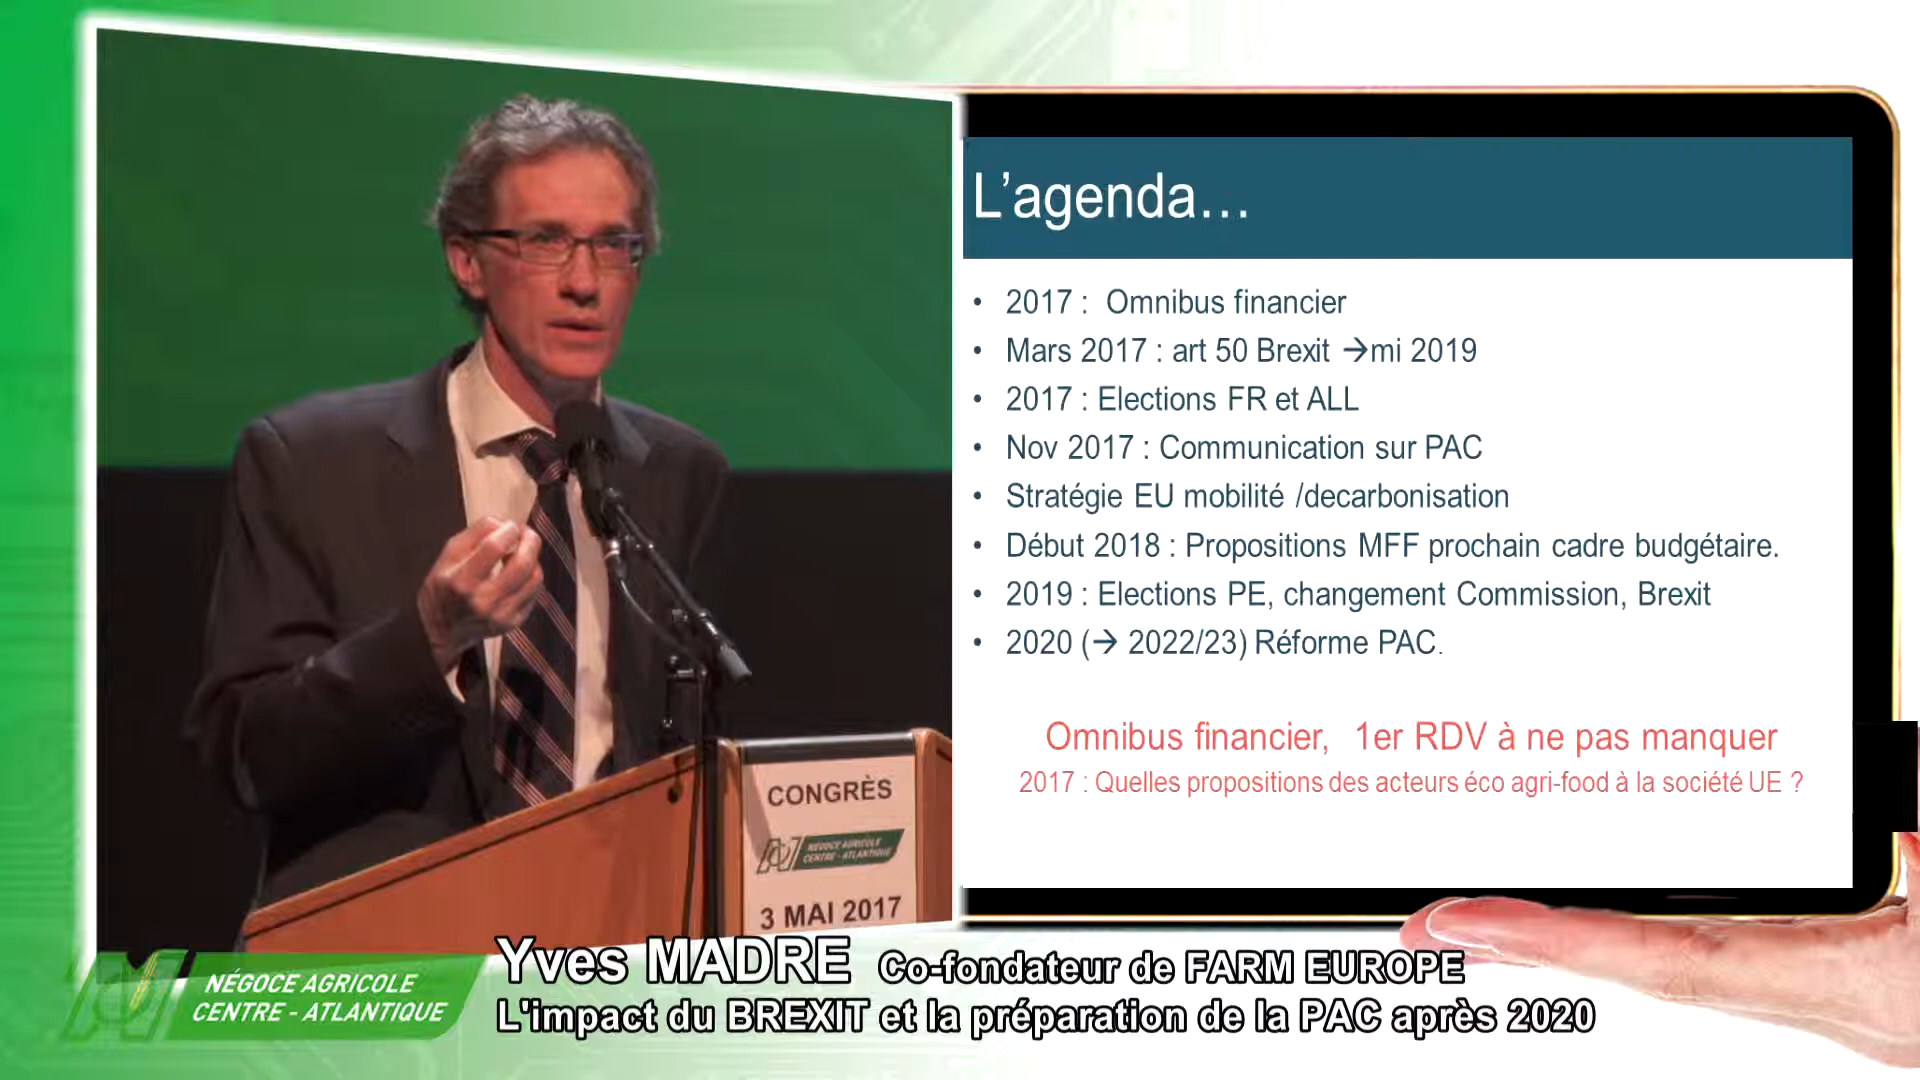 L'agenda…
• 2017 : Omnibus financier
• Mars 2017 : art 50 Brexit →mi 2019
• 2017 : Elections FR et ALL
• Nov 2017 : Communication sur PAC
• Stratégie EU mobilité /decarbonisation
• Début 2018 : Propositions MFF prochain cadre budgétaire.
• 2019 : Elections PE, changement Commission, Brexit
• 2020 (→ 2022/23) Réforme PAC.
Omnibus financier, 1er RDV à ne pas manquer
2017 : Quelles propositions des acteurs éco agri-food à la société UE ?
CONGRÈS
NÉGOCE AGRICOLE
CENTRE - ATLANTIQUE
3 MAI 2017
NÉGOCE AGRICOLE
CENTRE - ATLANTIQUE
Yves MADRE Co-fondateur de FARM EUROPE
L'impact du BREXIT et la préparation de la PAC après 2020